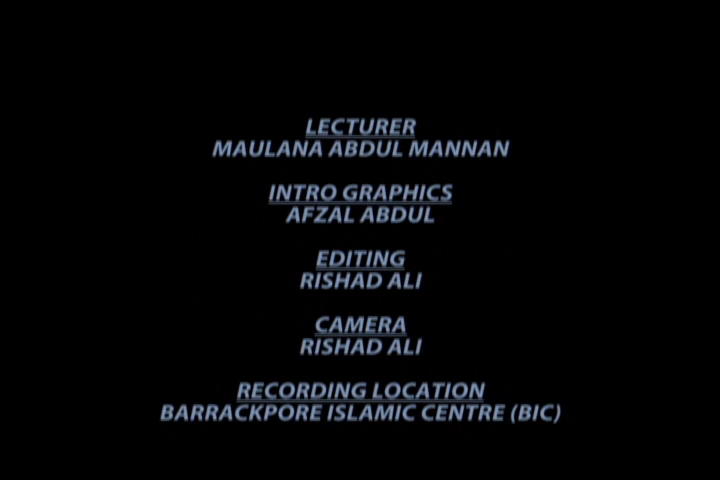 LECTURER
MAULANA ABDUL MANNAN
INTRO GRAPHICS
AFZAL ABDUL
EDITING
RISHAD ALI
CAMERA
RISHAD ALI
RECORDING LOCATION
BARRACKPORE ISLAMIC CENTRE (BIC)